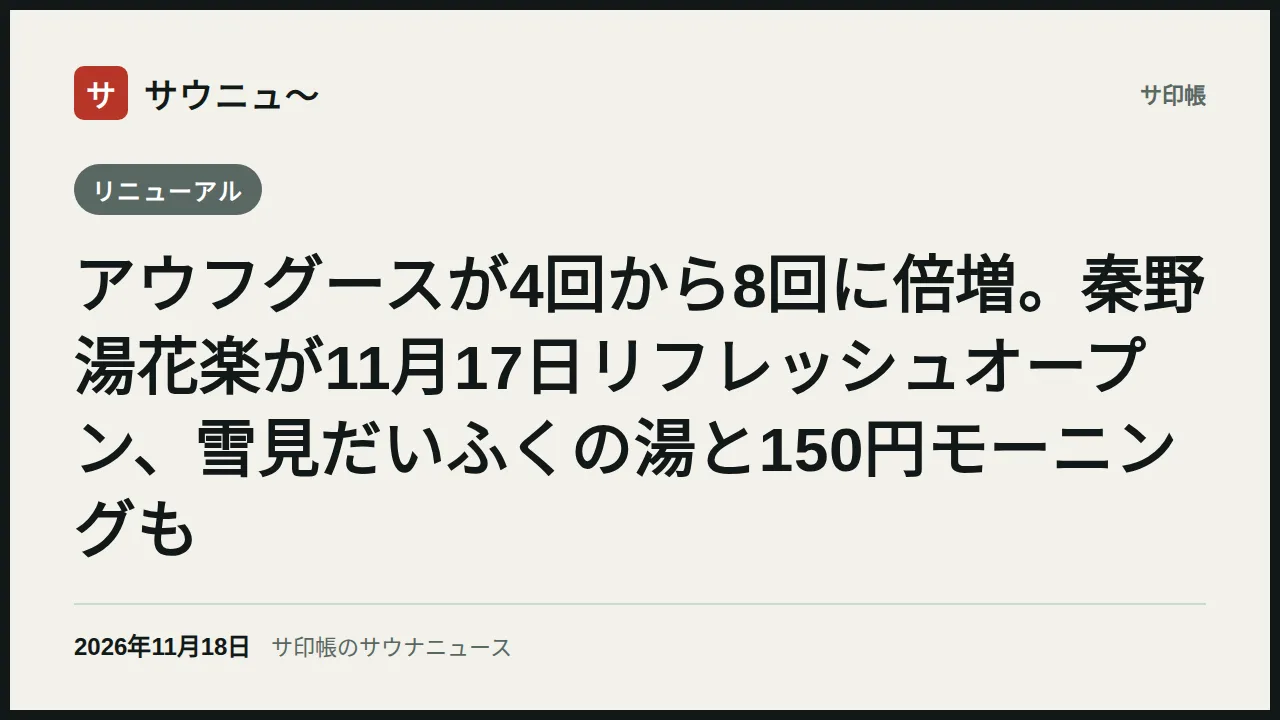 サ サウニュ〜
サ印帳
リニューアル
アウフグースが4回から8回に倍増。秦野
湯花楽が11月17日リフレッシュオープ
ン、雪見だいふくの湯と150円モーニン
グも
2026年11月18日 サ印帳のサウナニュース